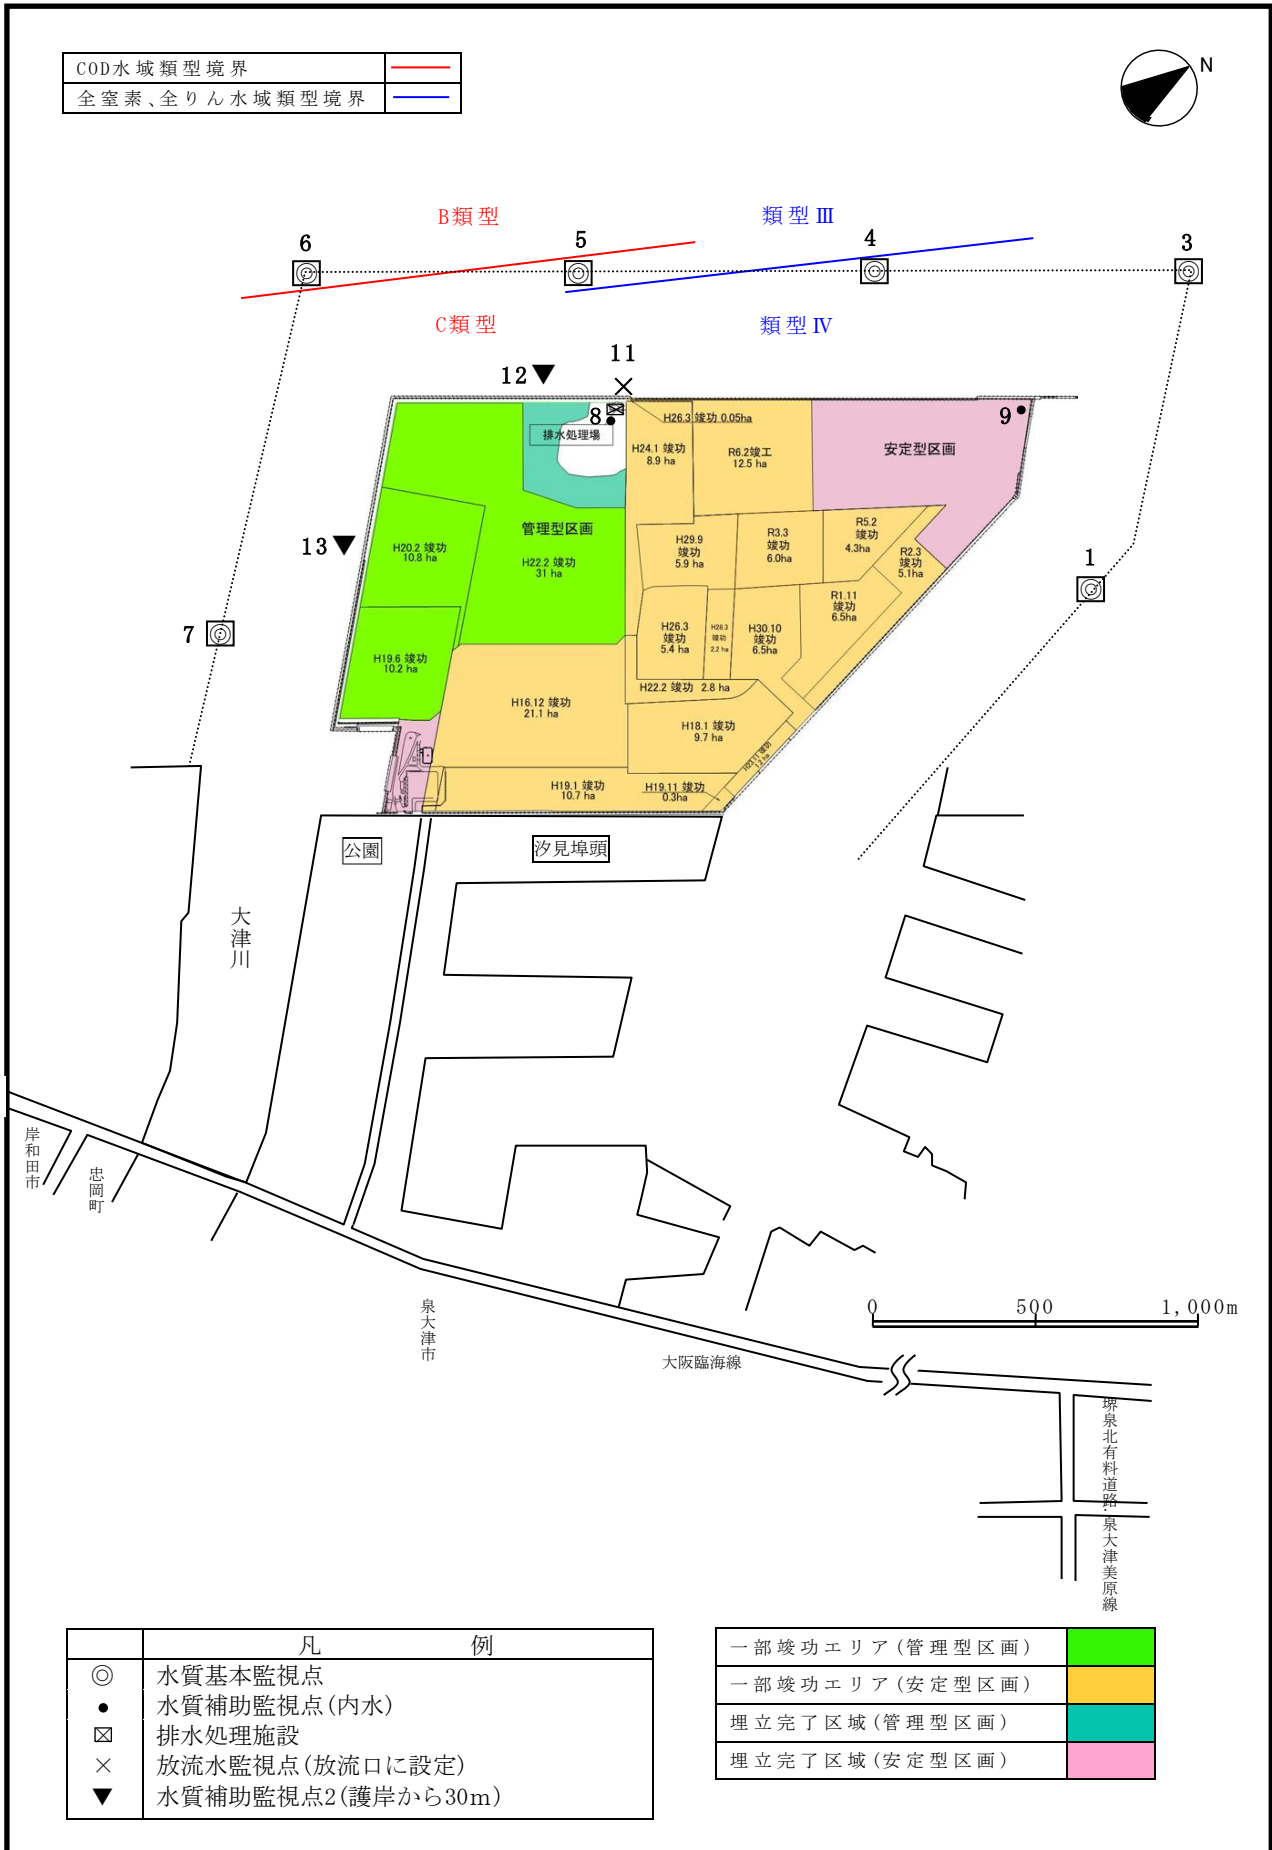 COD水域類型境界
全窒素、全りん水域類型境界
N
B類型
類型Ⅲ
6
5
4
3
C類型
類型Ⅳ
11
12
8
排水処理場
9
H26.3 竣功 0.05ha
H24.1 竣功
8.9 ha
R6.2竣工
12.5 ha
安定型区画
管理型区画
H22.2 竣功
31 ha
13
H20.2 竣功
10.8 ha
H29.9
竣功
5.9 ha
R3.3
竣功
6.0ha
R5.2
竣功
4.3ha
R2.3
竣功
5.1ha
1
R1.11
竣功
6.5ha
7
H19.6 竣功
10.2 ha
H26.3
竣功
5.4 ha
H28.3
竣功
2.2 ha
H30.10
竣功
6.5ha
H22.2 竣功 2.8 ha
H16.12 竣功
21.1 ha
H18.1 竣功
9.7 ha
H23.11 竣功
1.2 ha
H19.1 竣功
10.7 ha
H19.11 竣功
0.3ha
公園
汐見埠頭
大津川
岸和田市
忠岡町
泉大津市
大阪臨海線
0 500 1,000m
堺泉北有料道路・泉大津美原線
凡 例
◎ 水質基本監視点
● 水質補助監視点(内水)
☒ 排水処理施設
× 放流水監視点(放流口に設定)
▼ 水質補助監視点2(護岸から30m)
一部竣功エリア(管理型区画)
一部竣功エリア(安定型区画)
埋立完了区域(管理型区画)
埋立完了区域(安定型区画)